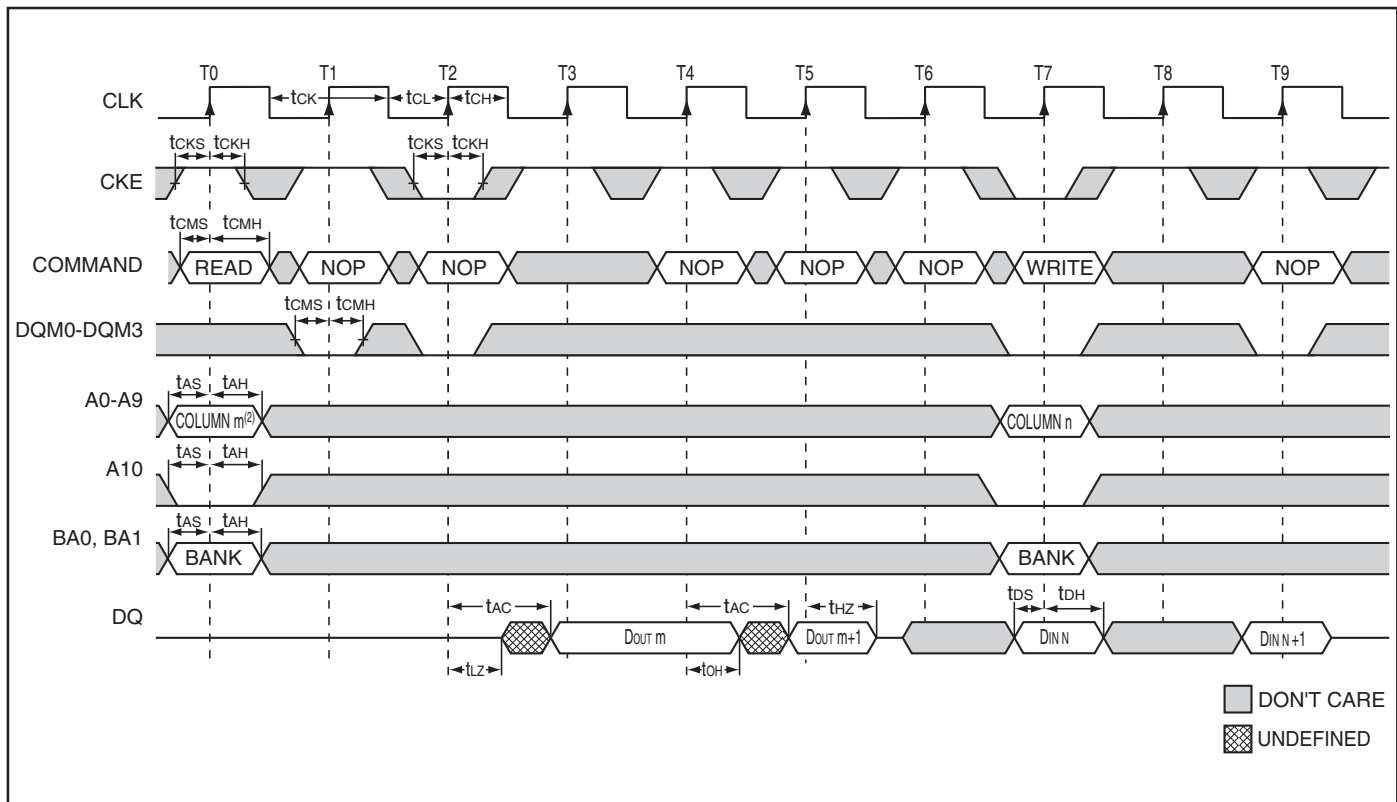 T0 T1 T2 T3 T4 T5 T6 T7 T8 T9
CLK tCK tCL tCH
tCKS tCKH tCKS tCKH
CKE
tCMS tCMH
COMMAND READ NOP NOP NOP NOP NOP WRITE NOP
tCMS tCMH
DQM0-DQM3
tAS tAH
A0-A9 COLUMN m(2) COLUMN n
tAS tAH
A10
tAS tAH
BA0, BA1 BANK BANK
tAC tAC tHZ tDS tDH
DQ DOUT m DOUT m+1 DIN N DIN N+1
tLZ tOH
DON'T CARE
UNDEFINED